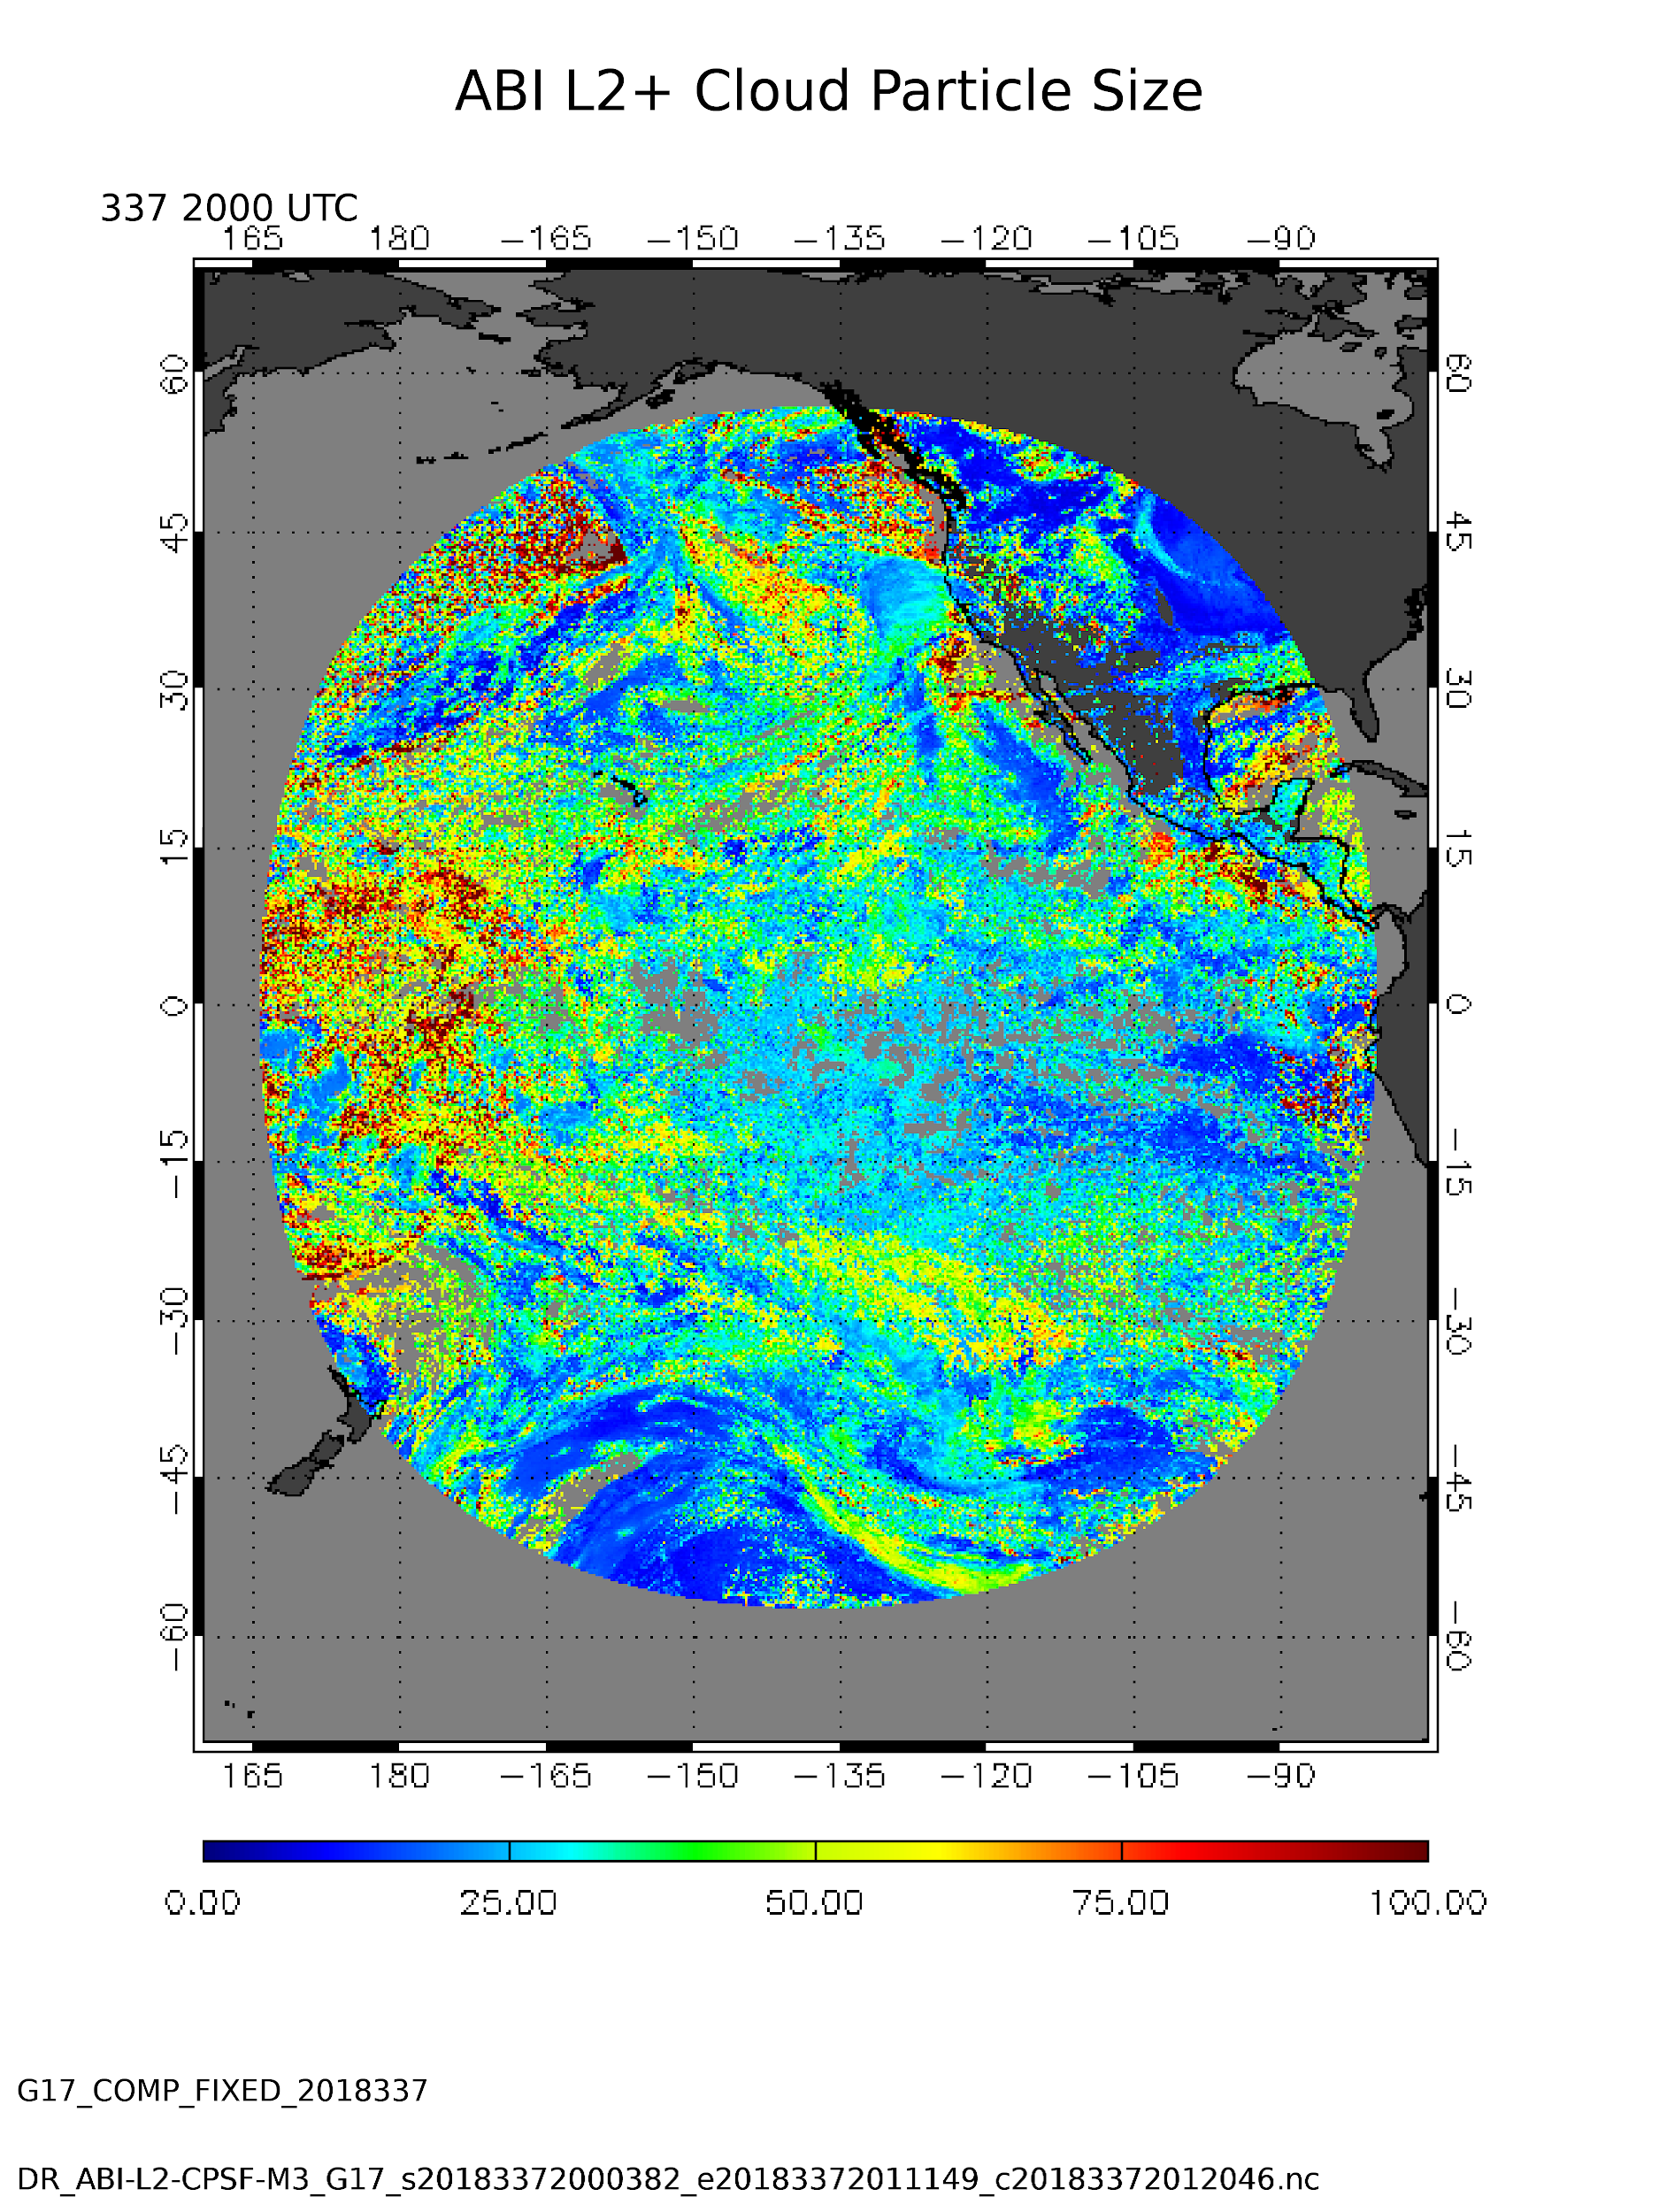 ABI L2+ Cloud Particle Size
337 2000 UTC
165 180 −165 −150 −135 −120 −105 −90
60 60
45 45
30 30
15 15
0 0
−15 −15
−30 −30
−45 −45
−60 −60
165 180 −165 −150 −135 −120 −105 −90
0.00 25.00 50.00 75.00 100.00
G17_COMP_FIXED_2018337
DR_ABI-L2-CPSF-M3_G17_s20183372000382_e20183372011149_c20183372012046.nc